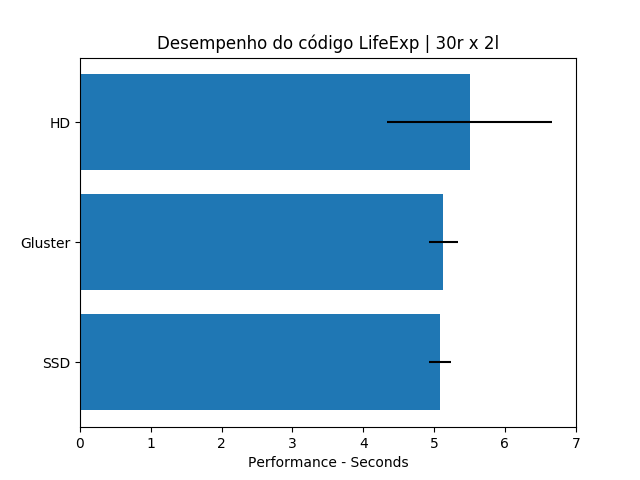 Desempenho do código LifeExp | 30r x 2l
HD
Gluster
SSD
0 1 2 3 4 5 6 7
Performance - Seconds